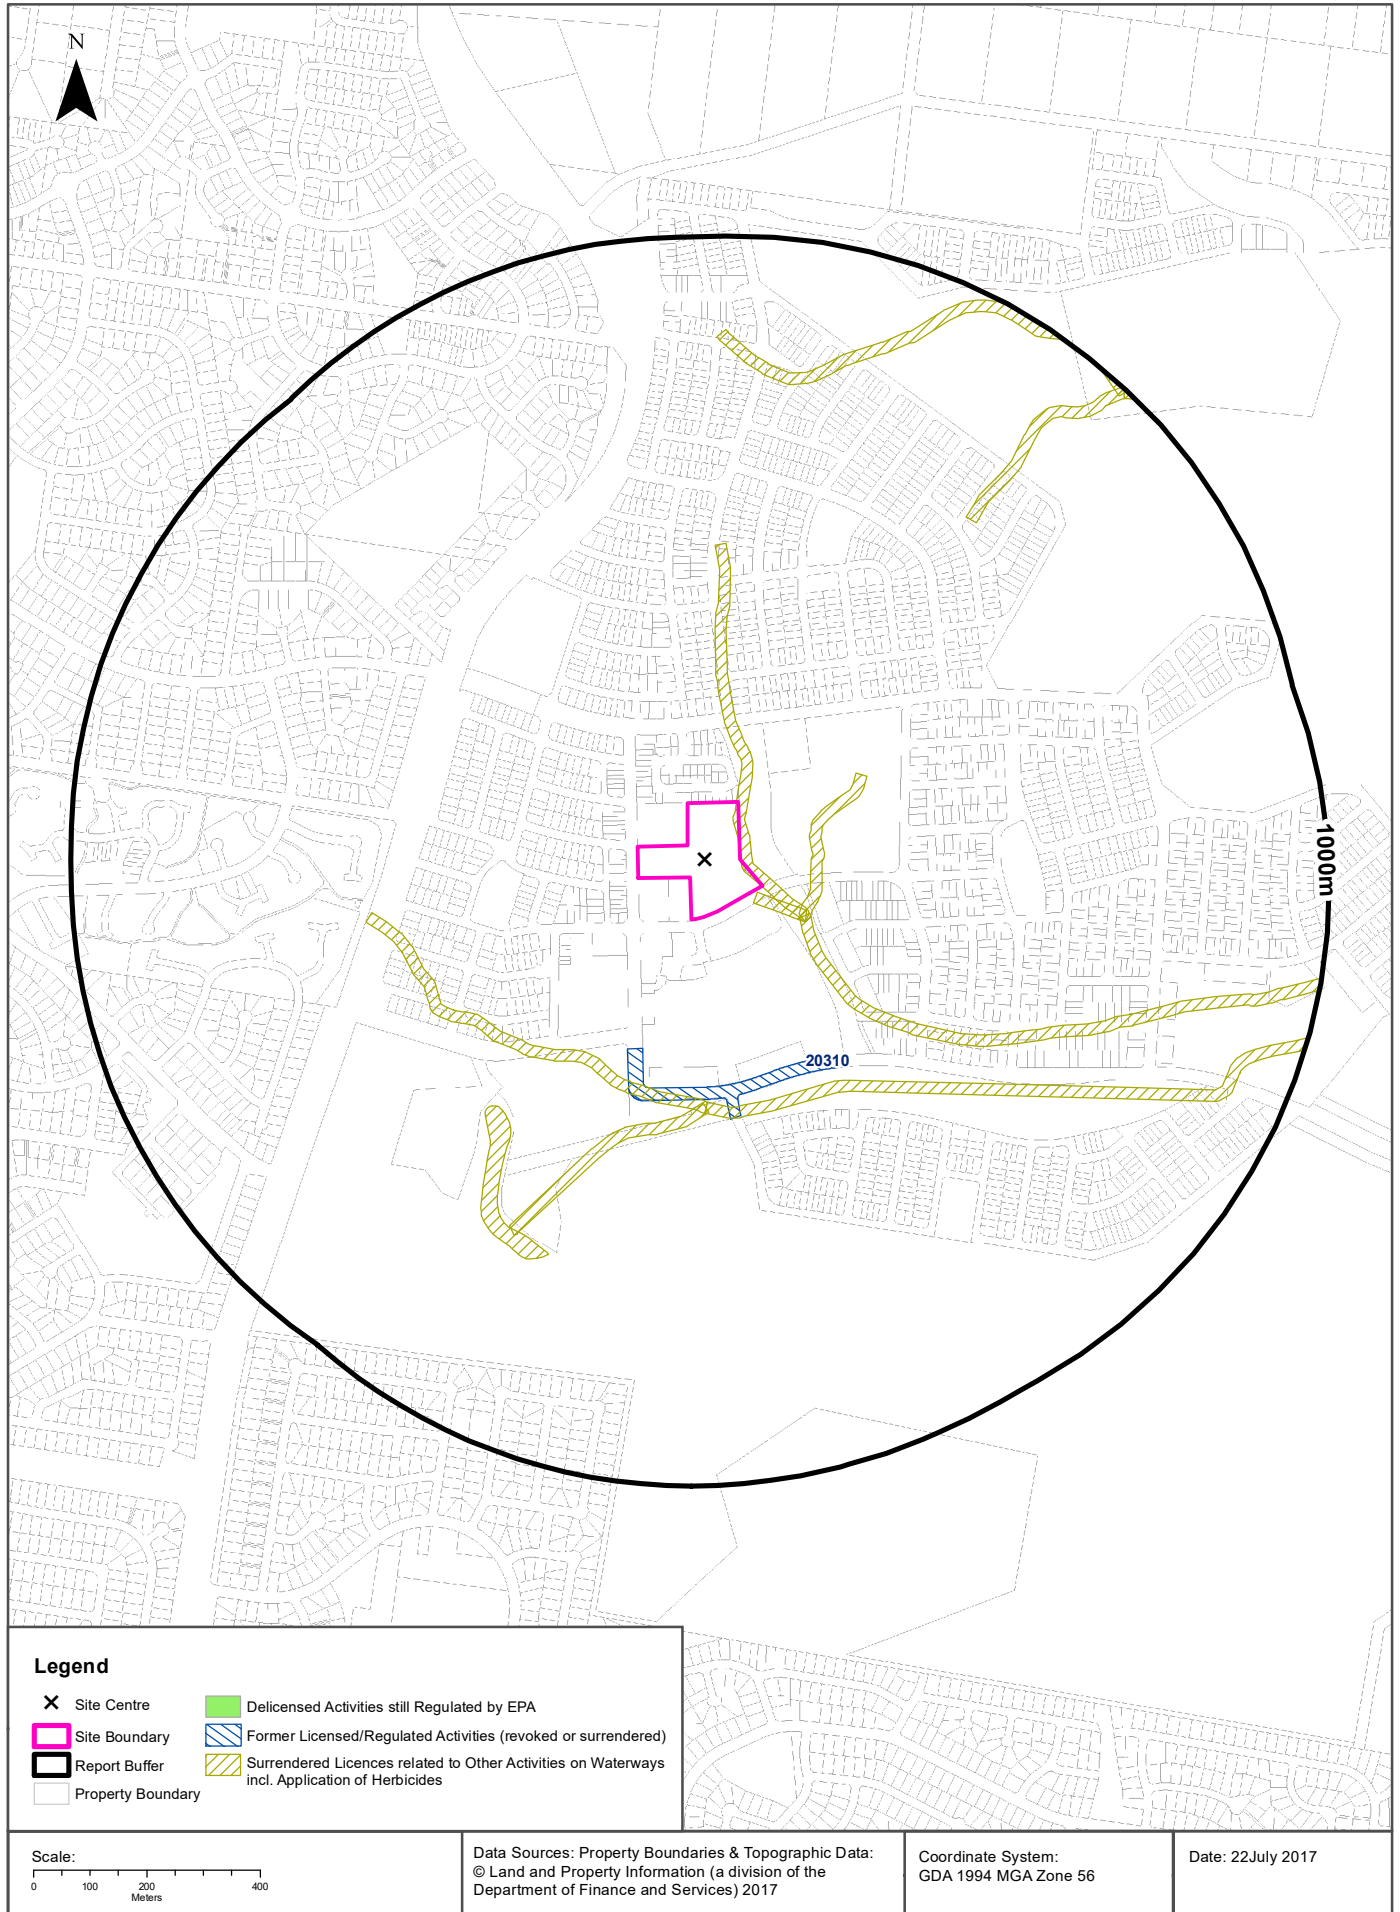 N
1000m
20310
Legend
Site Centre
Site Boundary
Report Buffer
Property Boundary
Delicensed Activities still Regulated by EPA
Former Licensed/Regulated Activities (revoked or surrendered)
Surrendered Licences related to Other Activities on Waterways
incl. Application of Herbicides
Scale:
0 100 200 400
Meters
Data Sources: Property Boundaries & Topographic Data:
© Land and Property Information (a division of the
Department of Finance and Services) 2017
Coordinate System:
GDA 1994 MGA Zone 56
Date: 22July 2017